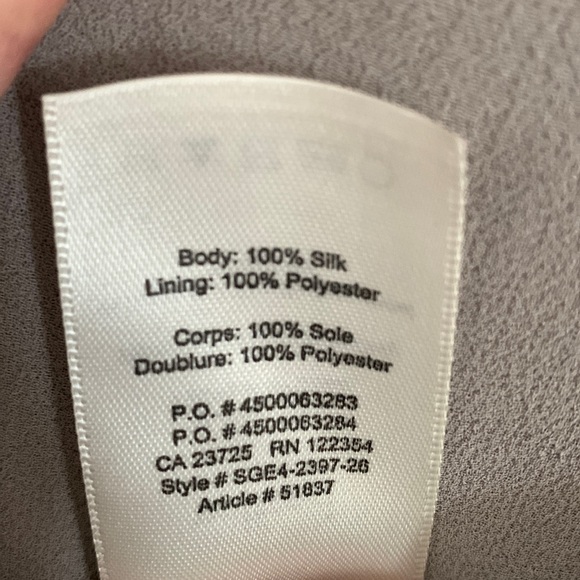 Body: 100% Silk
Lining: 100% Polyester
Corps: 100% Soie
Doublure: 100% Polyester
P.O. # 4500063283
P.O. # 4500063284
CA 23725 RN 122354
Style # SGE4-2397-26
Article # 51837